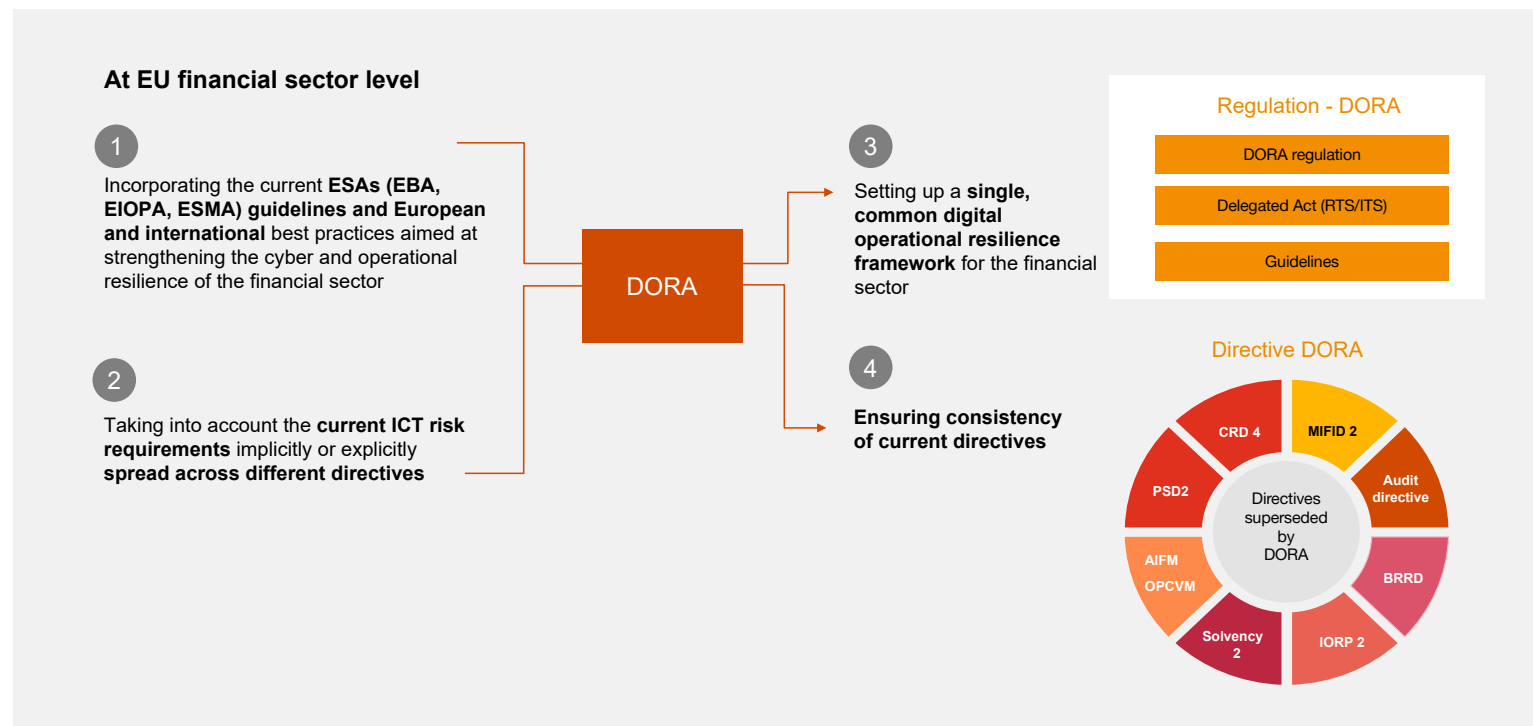 At EU financial sector level
1
Incorporating the current ESAs (EBA,
EIOPA, ESMA) guidelines and European
and international best practices aimed at
strengthening the cyber and operational
resilience of the financial sector
2
Taking into account the current ICT risk
requirements implicitly or explicitly
spread across different directives
DORA
3
Setting up a single,
common digital
operational resilience
framework for the financial
sector
4
Ensuring consistency
of current directives
Regulation - DORA
DORA regulation
Delegated Act (RTS/ITS)
Guidelines
Directive DORA
CRD 4
MIFID 2
Audit
directive
BRRD
IORP 2
Solvency
2
AIFM
OPCVM
PSD2
Directives
superseded
by
DORA